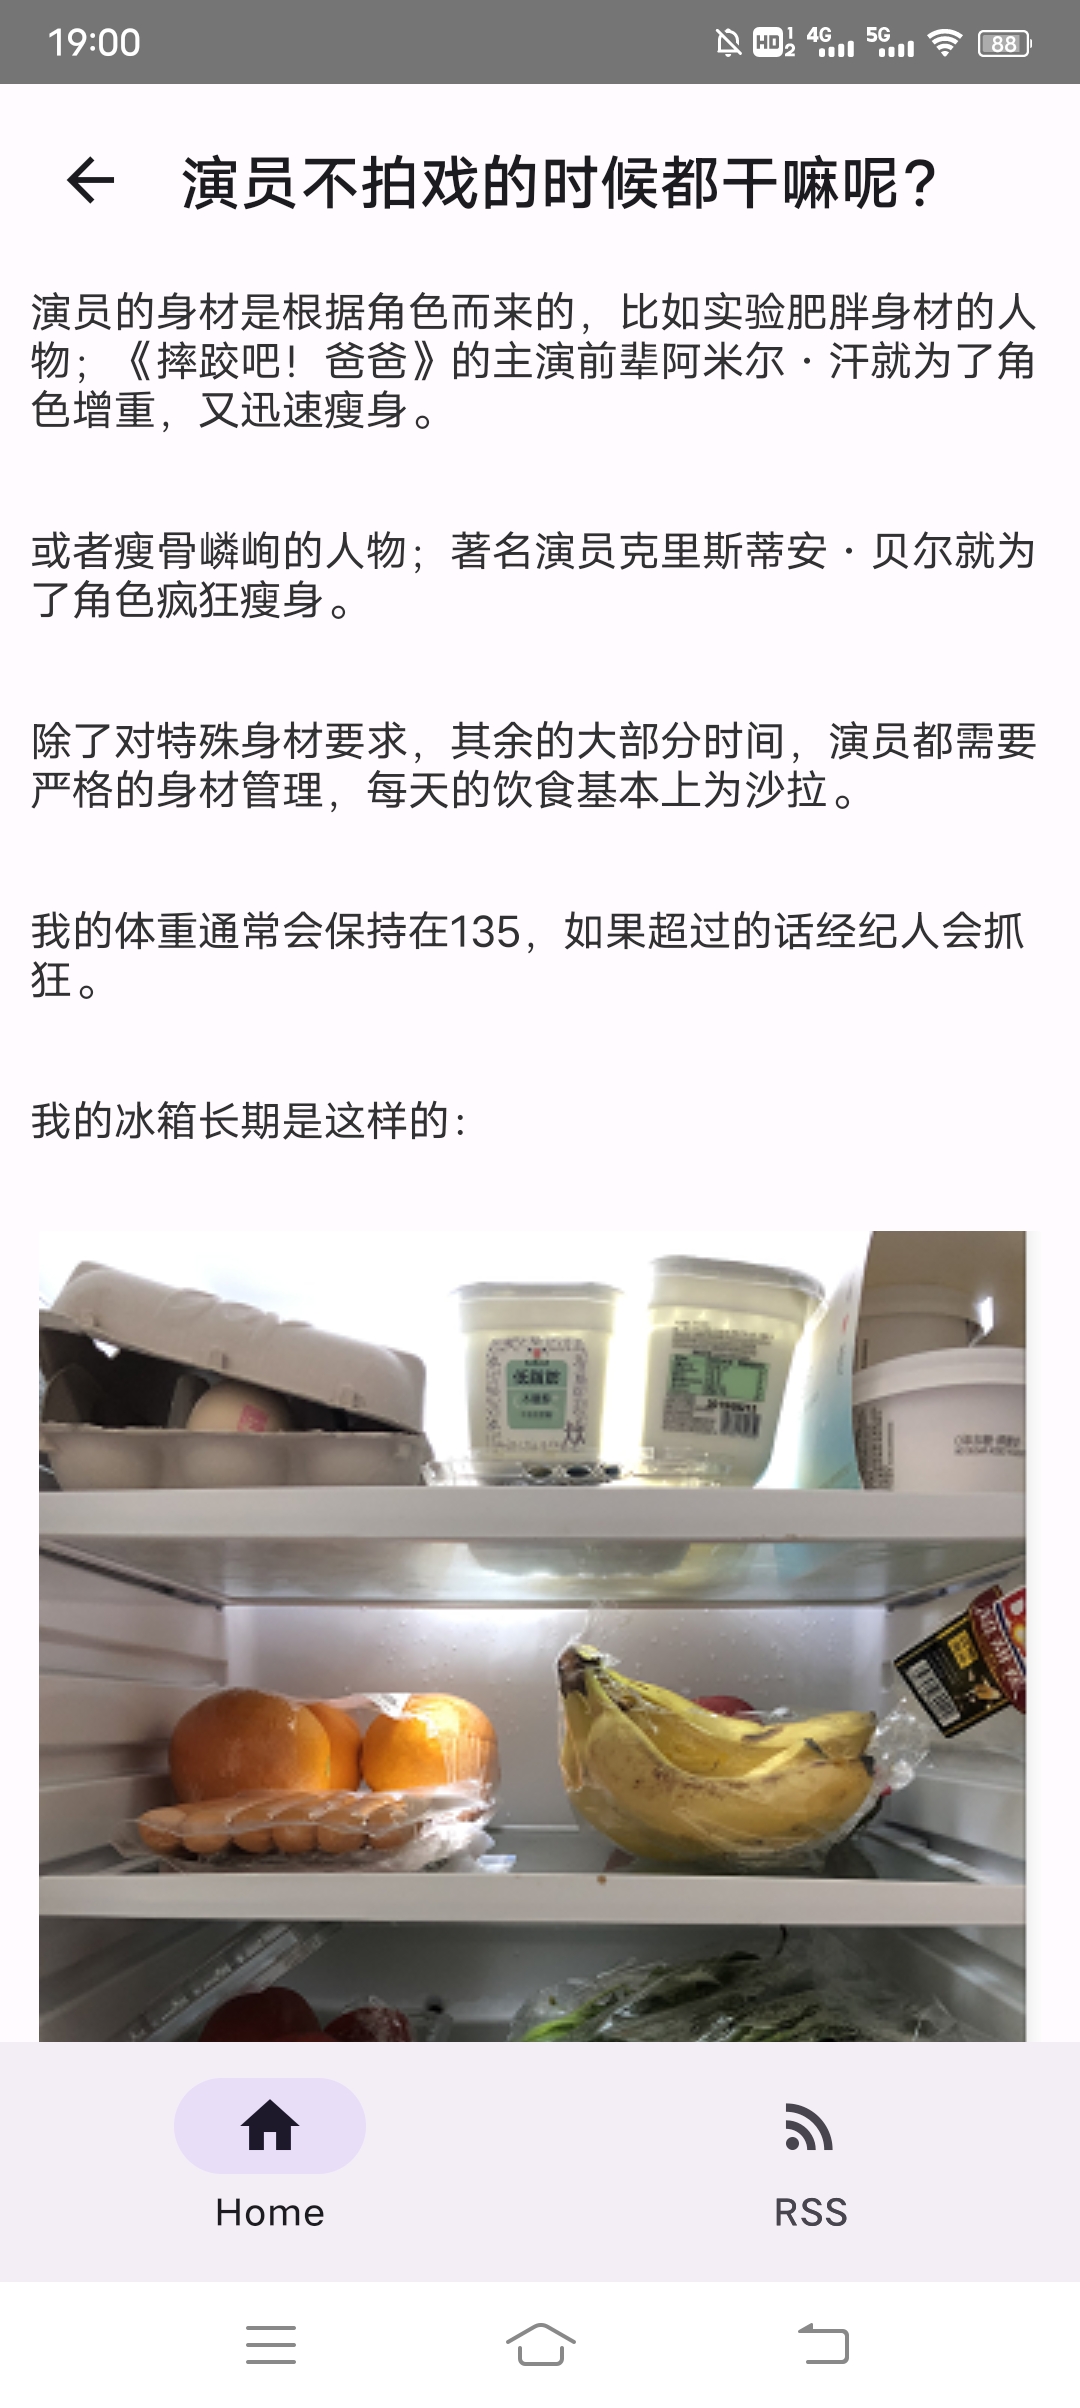 19:00
HD 1 2 4G 5G 88
演员不拍戏的时候都干嘛呢?
演员的身材是根据角色而来的，比如实验肥胖身材的人
物；《摔跤吧！爸爸》的主演前辈阿米尔·汗就为了角
色增重，又迅速瘦身。
或者瘦骨嶙峋的人物；著名演员克里斯蒂安·贝尔就为
了角色疯狂瘦身。
除了对特殊身材要求，其余的大部分时间，演员都需要
严格的身材管理，每天的饮食基本上为沙拉。
我的体重通常会保持在135，如果超过的话经纪人会抓
狂。
我的冰箱长期是这样的：
Home
RSS